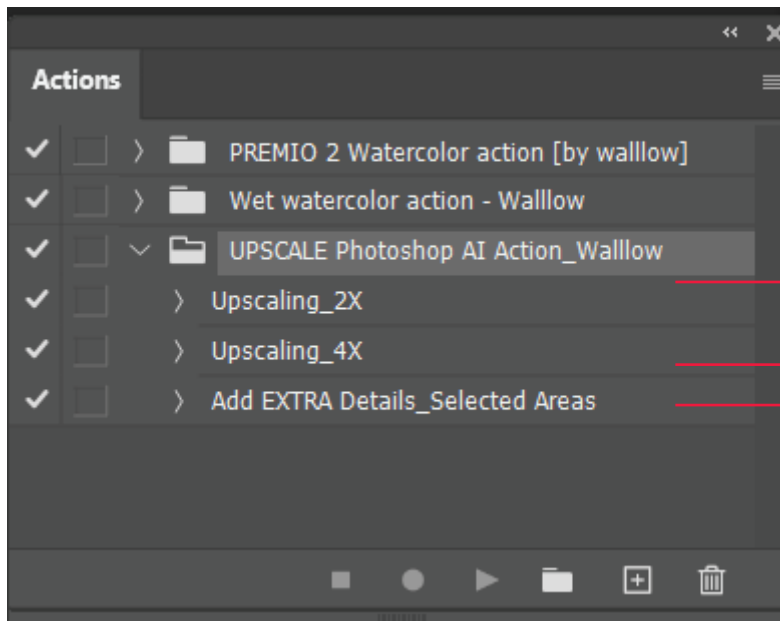 Actions
PREMIO 2 Watercolor action [by walllow]
Wet watercolor action - Walllow
UPSCALE Photoshop AI Action_Walllow
Upscaling_2X
Upscaling_4X
Add EXTRA Details_Selected Areas